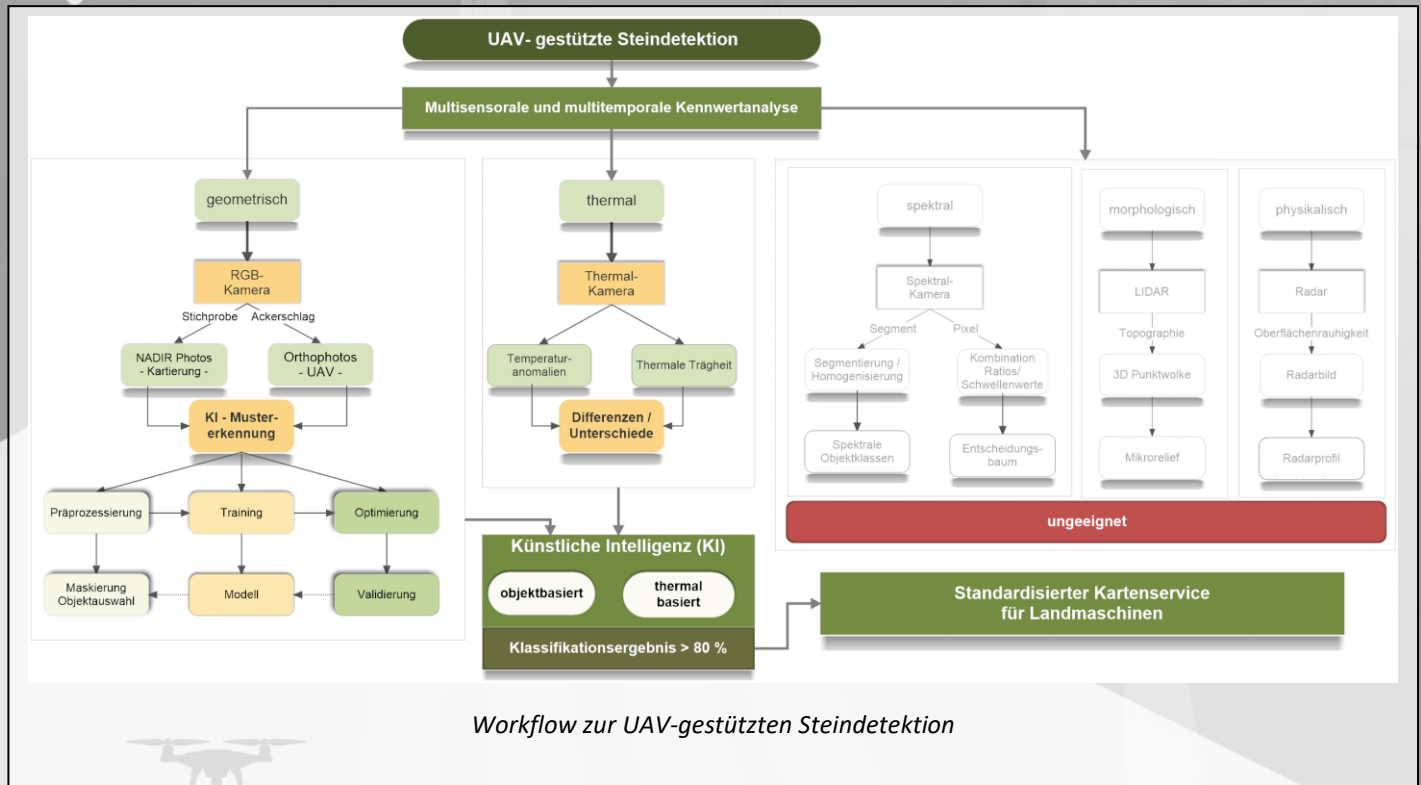 UAV- gestützte Steindetektion
Multisensorale und multitemporale Kennwertanalyse
geometrisch
RGB-
Kamera
Stichprobe
Ackerschlag
NADIR Photos
- Kartierung -
Orthophotos
- UAV -
KI - Muster-
erkennung
Präprozessierung
Training
Optimierung
Maskierung
Objektauswahl
Modell
Validierung
thermal
Thermal-
Kamera
Temperatur-
anomalien
Thermale Trägheit
Differenzen /
Unterschiede
spektral
Spektral-
Kamera
Segment
Pixel
Segmentierung /
Homogenisierung
Kombination
Ratios/
Schwellenwerte
Spektrale
Objektklassen
Entscheidungs-
baum
morphologisch
LIDAR
Topographie
3D Punktwolke
Mikrorelief
physikalisch
Radar
Oberflächenrauhigkeit
Radarbild
Radarprofil
ungeeignet
Künstliche Intelligenz (KI)
objektbasiert
thermal
basiert
Klassifikationsergebnis > 80 %
Standardisierter Kartenservice
für Landmaschinen
Workflow zur UAV-gestützten Steindetektion